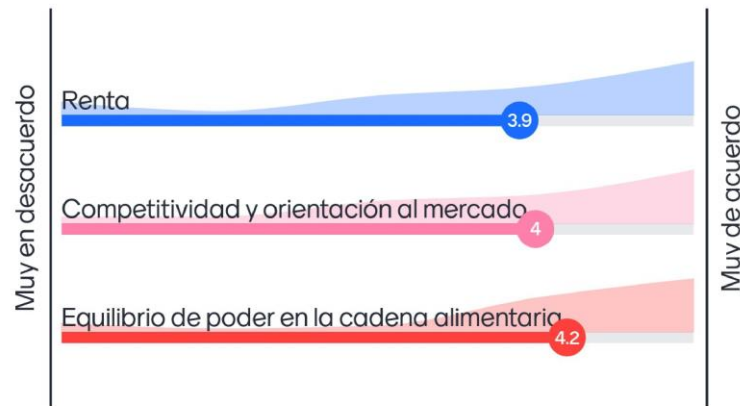 Muy en desacuerdo
Renta
3.9
Competitividad y orientación al mercado
4
Equilibrio de poder en la cadena alimentaria
4.2
Muy de acuerdo